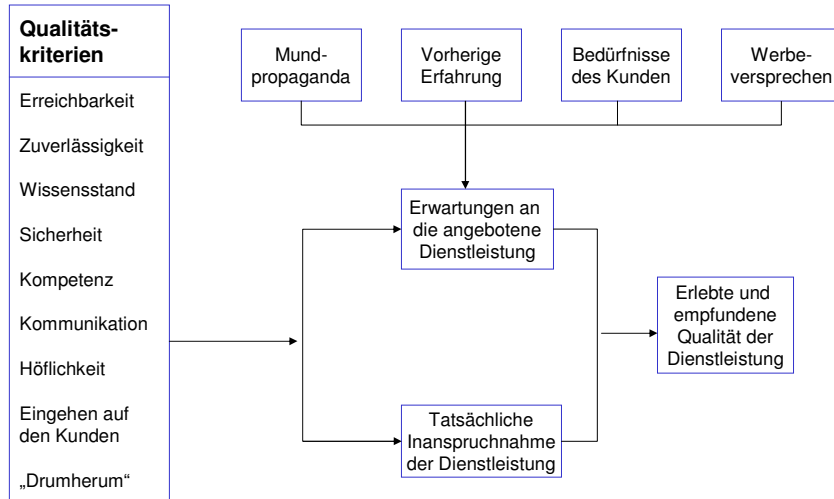 Qualitäts-
kriterien
Erreichbarkeit
Zuverlässigkeit
Wissensstand
Sicherheit
Kompetenz
Kommunikation
Höflichkeit
Eingehen auf
den Kunden
„Drumherum“
Mund-
propaganda
Vorherige
Erfahrung
Bedürfnisse
des Kunden
Werbe-
versprechen
Erwartungen an
die angebotene
Dienstleistung
Tatsächliche
Inanspruchnahme
der Dienstleistung
Erlebte und
empfundene
Qualität der
Dienstleistung